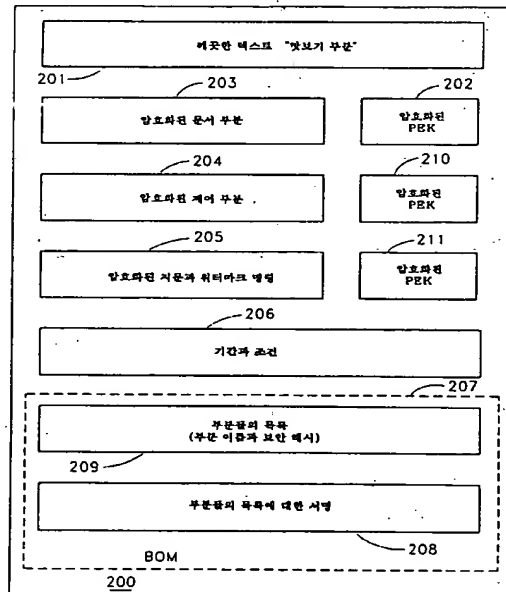 깨끗한 텍스트 "맛보기 부분"
201
203
202
암호화된 문서 부분
암호화된
PEK
204
210
암호화된 제어 부분
암호화된
PEK
205
211
암호화된 지문과 워터마크 명령
암호화된
PEK
206
기간과 조건
207
부분들의 목록
(부분 이름과 보안 해시)
209
부분들의 목록에 대한 서명
208
BOM
200